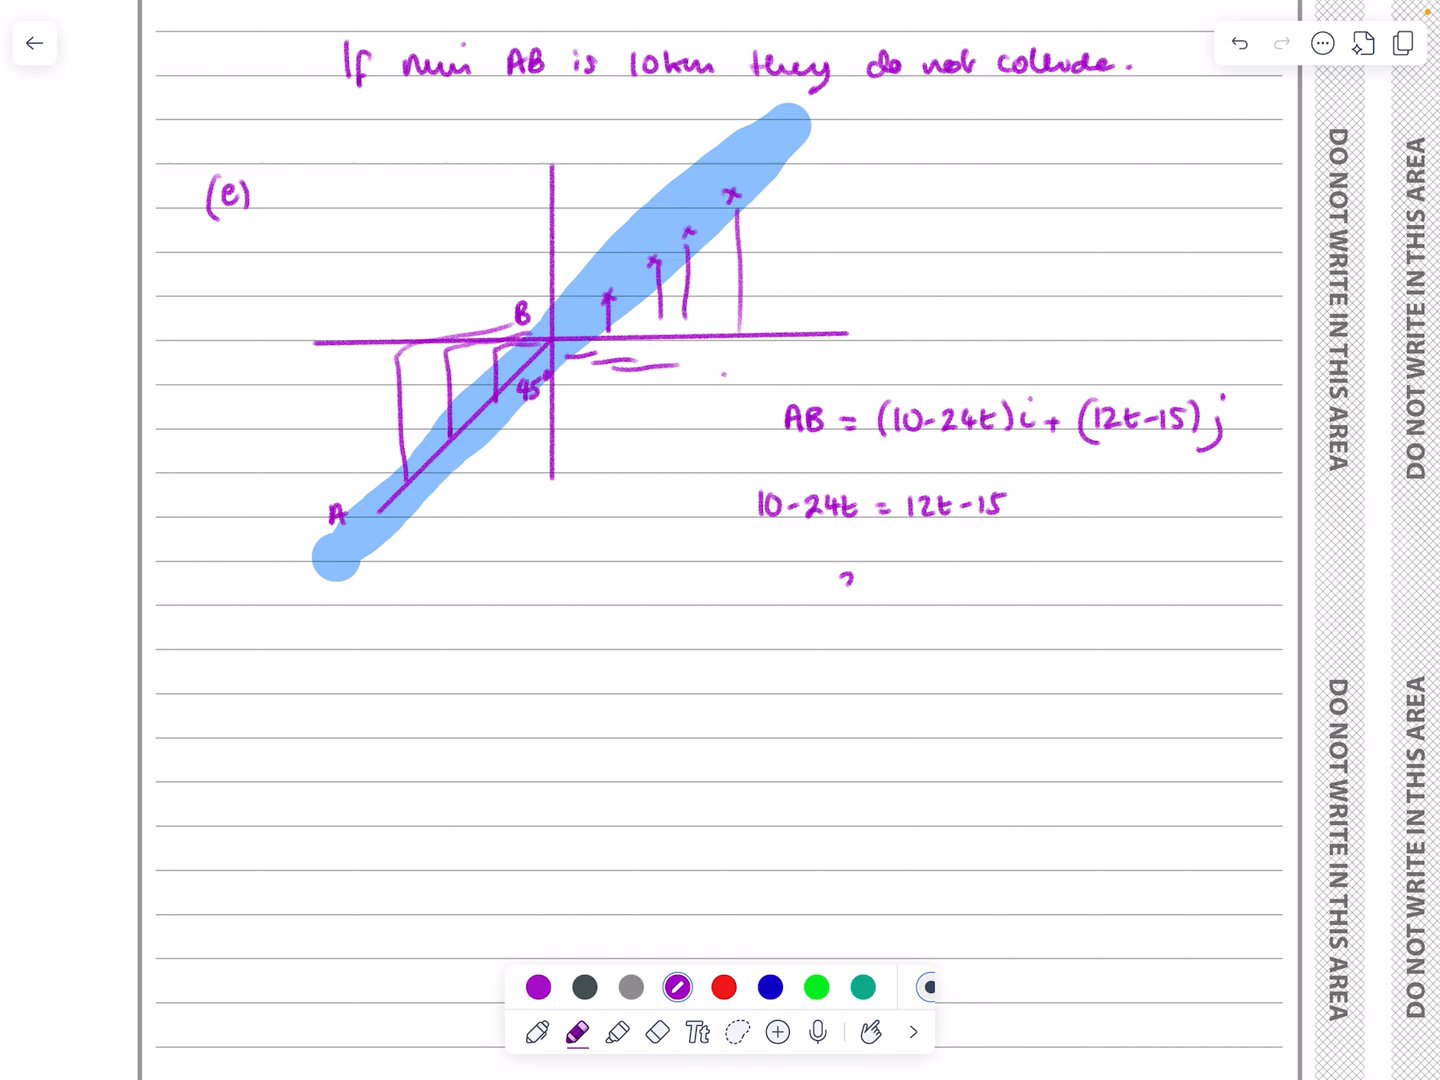 If min AB is 10km they do not collide.
(e)
B
45°
A
AB = (10-24t)i + (12t-15)j
10-24t = 12t-15
2
DO NOT WRITE IN THIS AREA
DO NOT WRITE IN THIS AREA
DO NOT WRITE IN THIS AREA
DO NOT WRITE IN THIS AREA
Tt